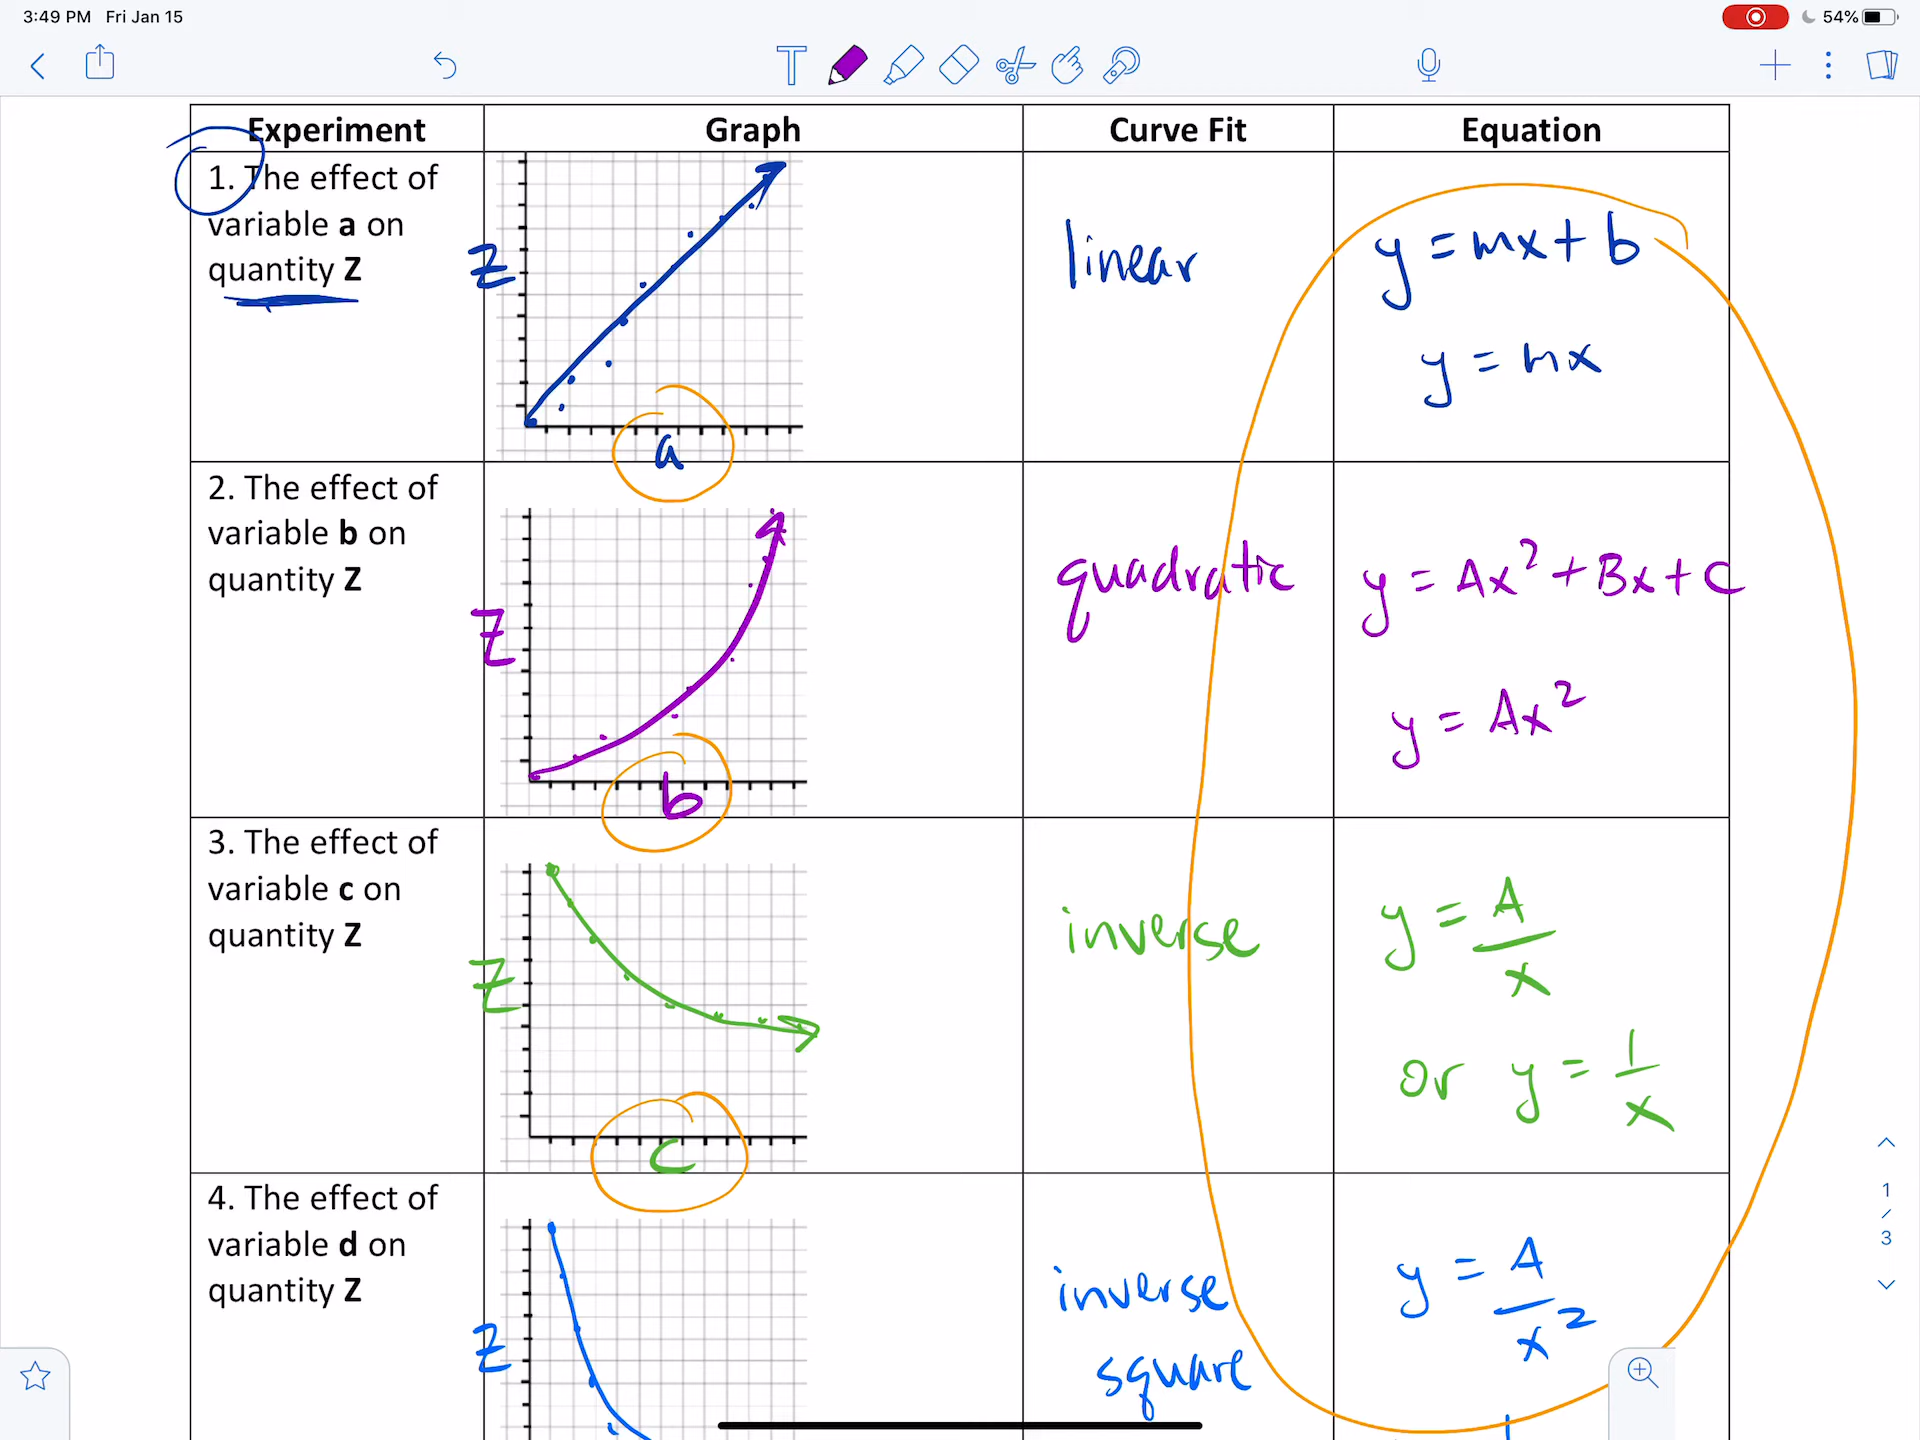 3:49 PM Fri Jan 15
54%
Experiment Graph Curve Fit Equation
1. The effect of
variable a on
quantity Z
Z
a
linear
y = mx + b
y = mx
2. The effect of
variable b on
quantity Z
Z
b
quadratic
y = Ax² + Bx + C
y = Ax²
3. The effect of
variable c on
quantity Z
Z
c
inverse
y = A/x
or y = 1/x
4. The effect of
variable d on
quantity Z
Z
inverse
square
y = A/x²
1
/
3